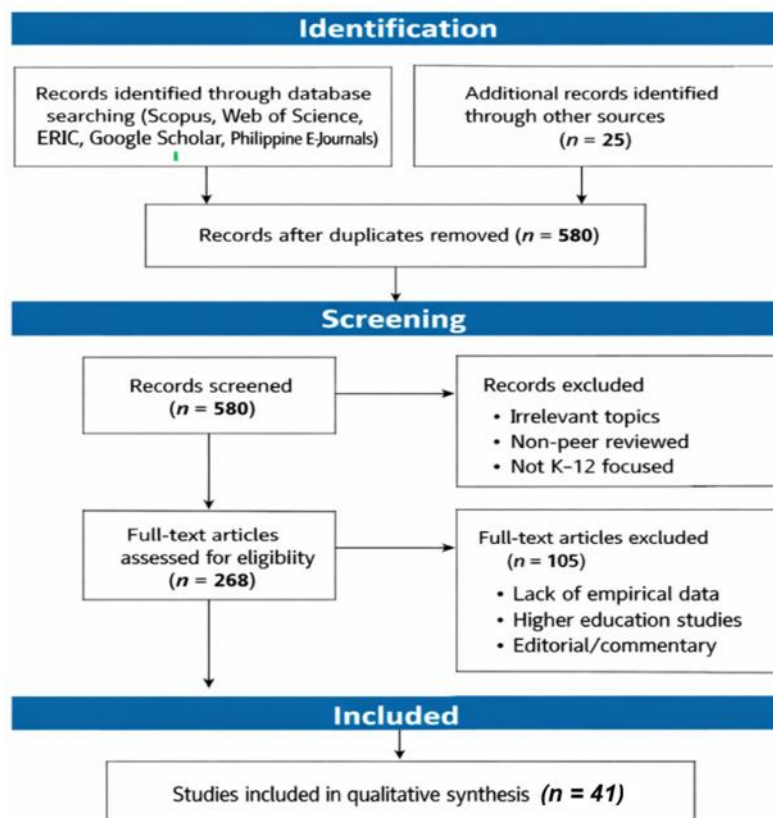 Identification
Records identified through database
searching (Scopus, Web of Science,
ERIC, Google Scholar, Philippine E-Journals)
Additional records identified
through other sources
(n = 25)
Records after duplicates removed (n = 580)
Screening
Records screened
(n = 580)
Records excluded
• Irrelevant topics
• Non-peer reviewed
• Not K–12 focused
Full-text articles
assessed for eligibiity
(n = 268)
Full-text articles excluded
(n = 105)
• Lack of empirical data
• Higher education studies
• Editorial/commentary
Included
Studies included in qualitative synthesis (n = 41)